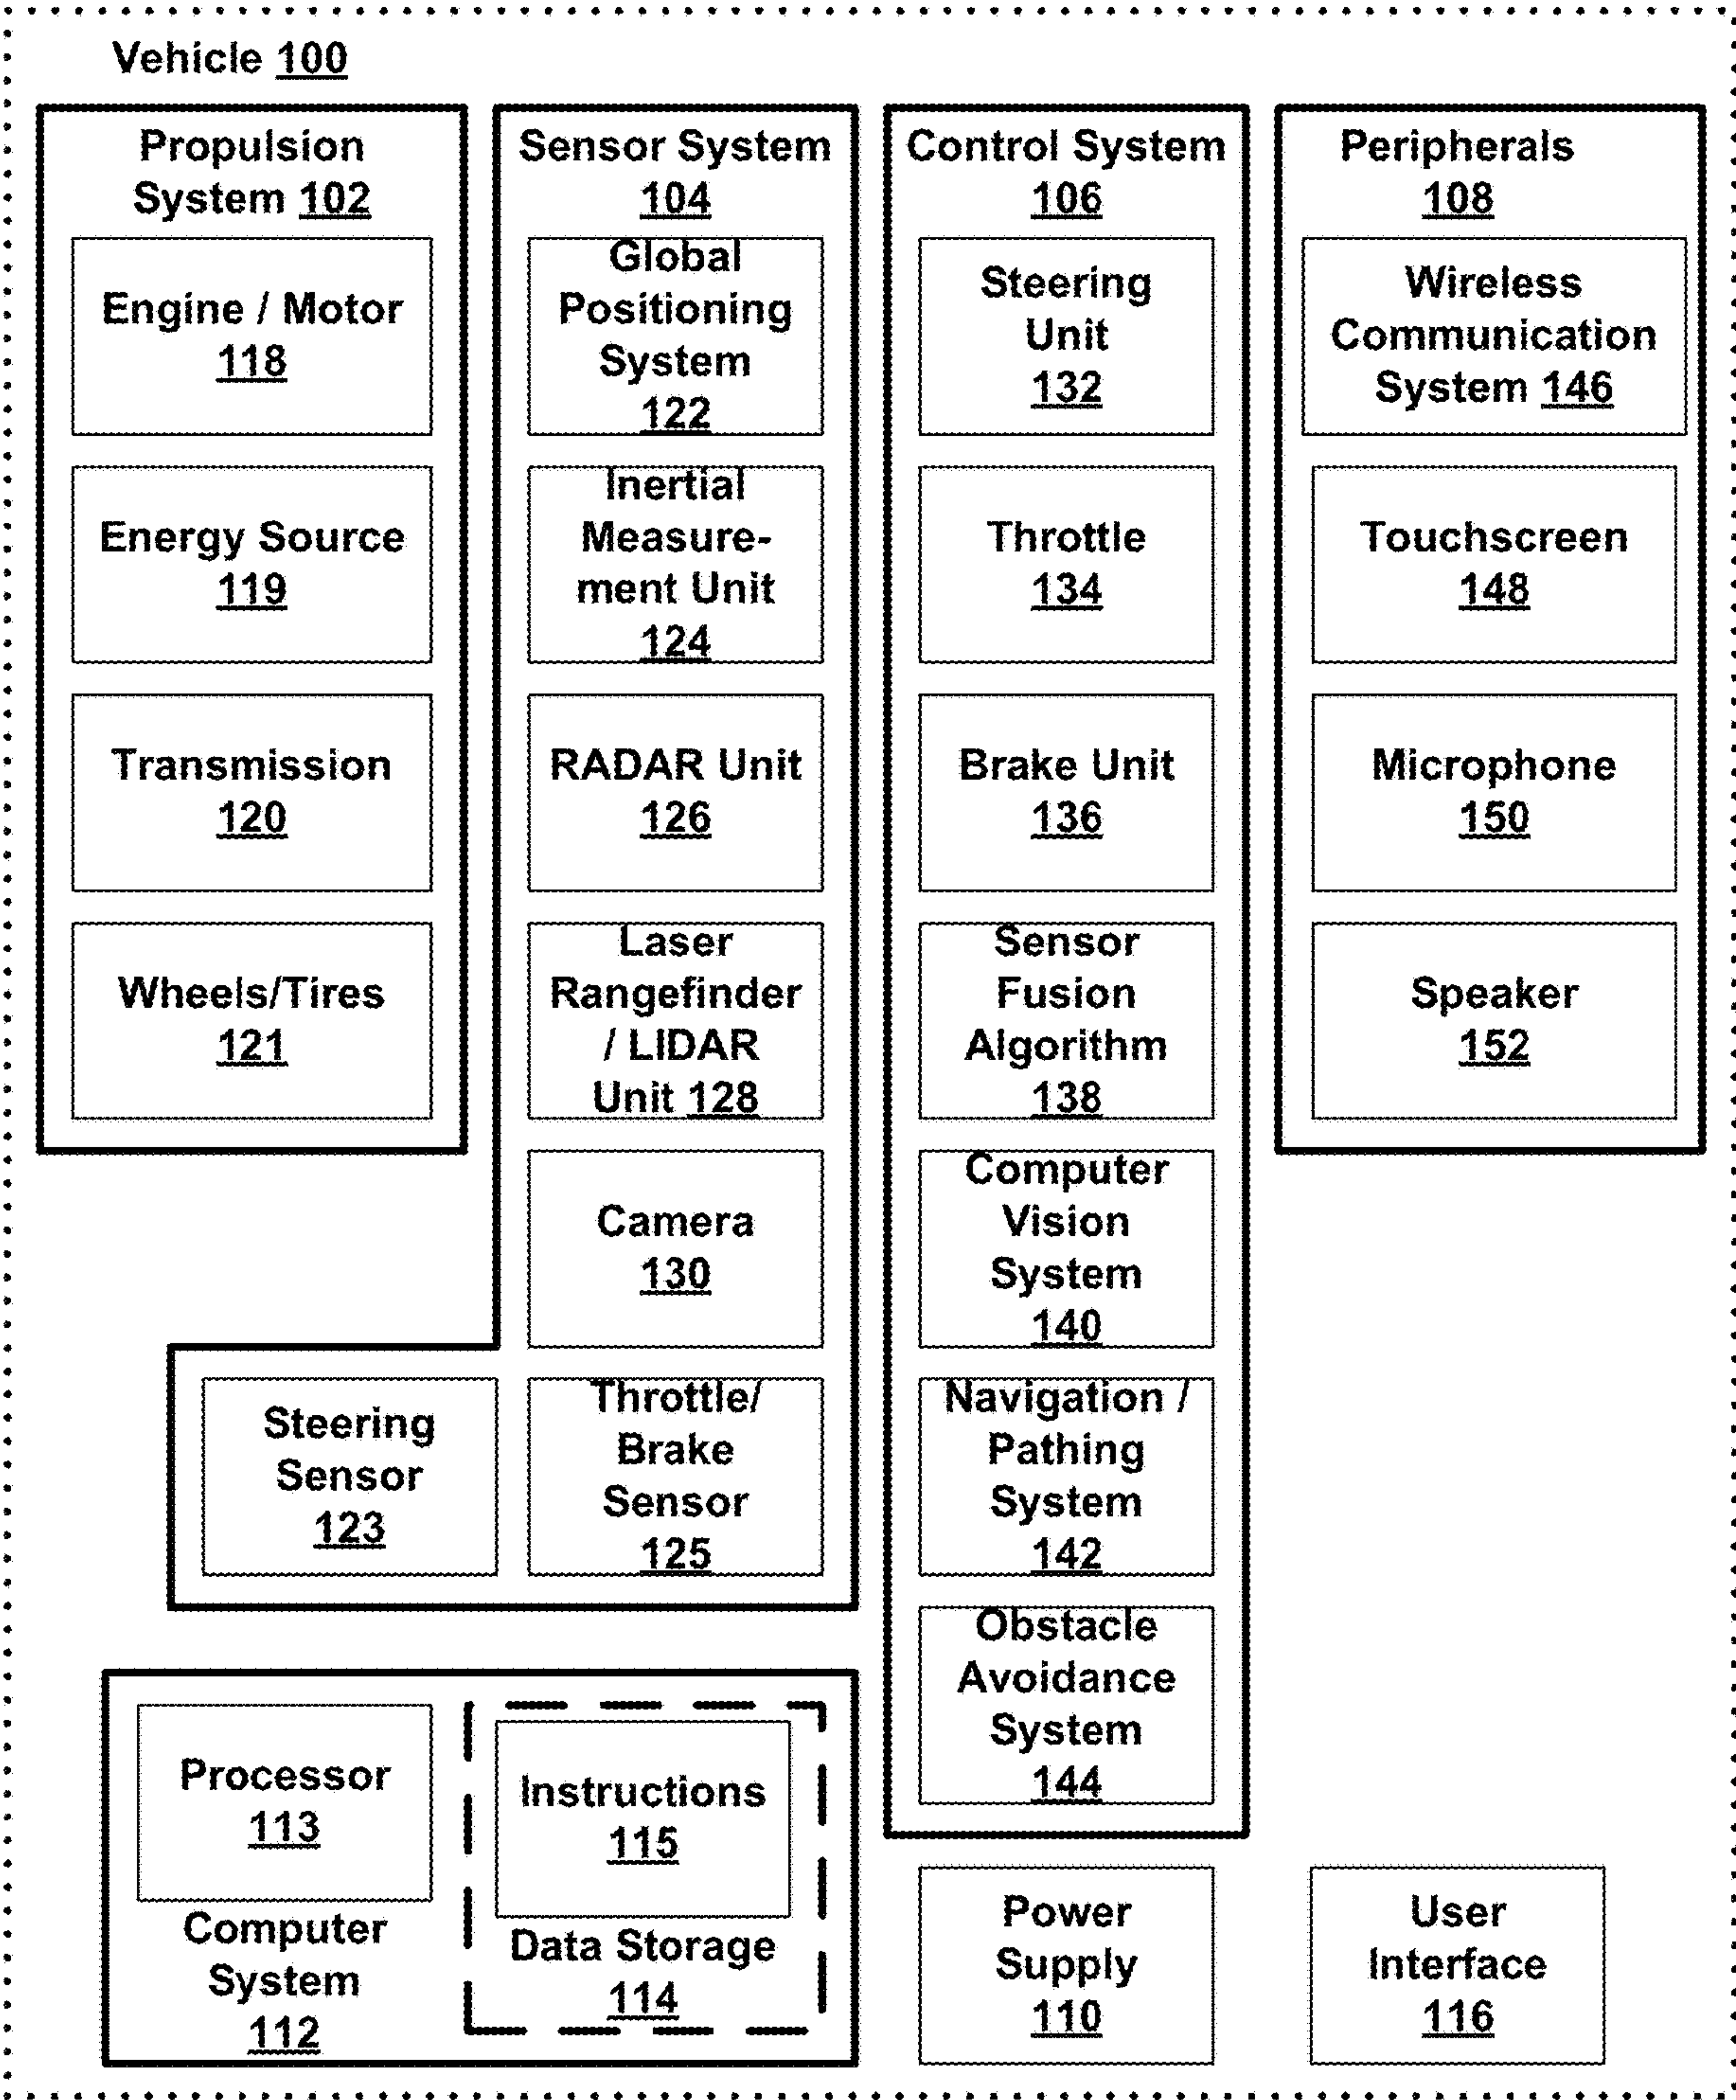 Vehicle 100
Propulsion
System 102
Engine / Motor
118
Energy Source
119
Transmission
120
Wheels/Tires
121
Sensor System
104
Global
Positioning
System
122
Inertial
Measure-
ment Unit
124
RADAR Unit
126
Laser
Rangefinder
/ LIDAR
Unit 128
Camera
130
Steering
Sensor
123
Throttle/
Brake
Sensor
125
Control System
106
Steering
Unit
132
Throttle
134
Brake Unit
136
Sensor
Fusion
Algorithm
138
Computer
Vision
System
140
Navigation /
Pathing
System
142
Obstacle
Avoidance
System
144
Peripherals
108
Wireless
Communication
System 146
Touchscreen
148
Microphone
150
Speaker
152
Processor
113
Computer
System
112
Instructions
115
Data Storage
114
Power
Supply
110
User
Interface
116